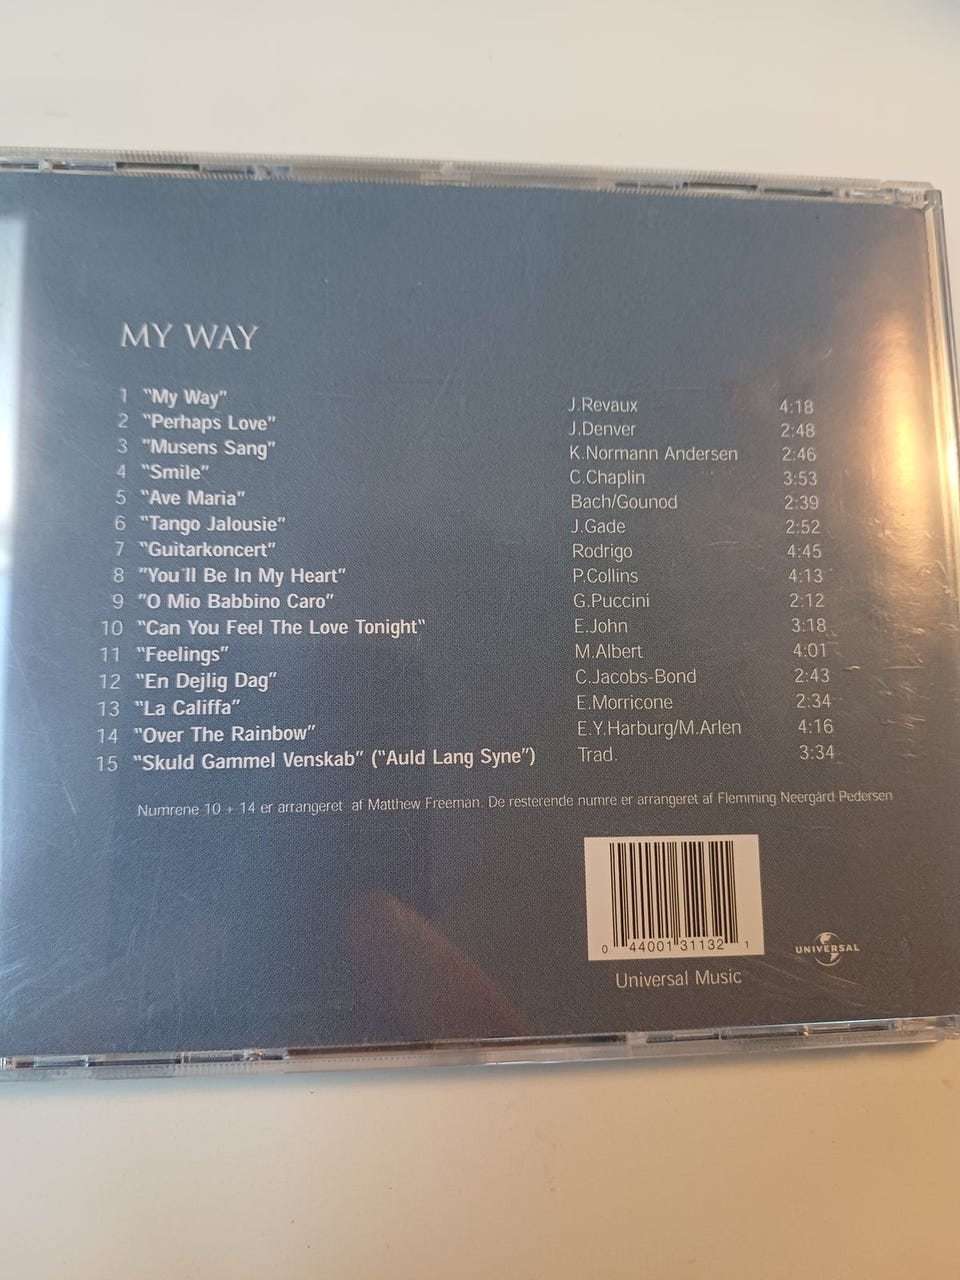 MY WAY
1 "My Way" J.Revaux 4:18
2 "Perhaps Love" J.Denver 2:48
3 "Musens Sang" K.Normann Andersen 2:46
4 "Smile" C.Chaplin 3:53
5 "Ave Maria" Bach/Gounod 2:39
6 "Tango Jalousie" J.Gade 2:52
7 "Guitarkoncert" Rodrigo 4:45
8 "You'll Be In My Heart" P.Collins 4:13
9 "O Mio Babbino Caro" G.Puccini 2:12
10 "Can You Feel The Love Tonight" E.John 3:18
11 "Feelings" M.Albert 4:01
12 "En Dejlig Dag" C.Jacobs-Bond 2:43
13 "La Califfa" E.Morricone 2:34
14 "Over The Rainbow" E.Y.Harburg/M.Arlen 4:16
15 "Skuld Gammel Venskab" ("Auld Lang Syne") Trad. 3:34
Numrene 10 + 14 er arrangeret af Matthew Freeman. De resterende numre er arrangeret af Flemming Neergård Pedersen
0 44001 31132 1
UNIVERSAL
Universal Music